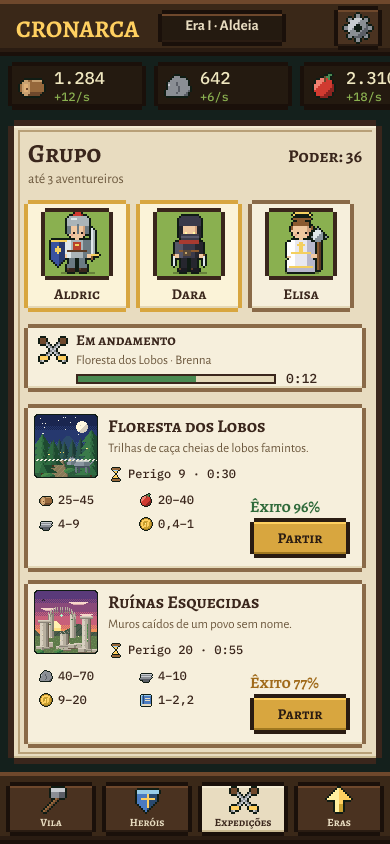 CRONARCA
Era I · Aldeia
1.284
+12/s
642
+6/s
2.310
+18/s
Grupo
Poder: 36
até 3 aventureiros
Aldric
Dara
Elisa
Em andamento
Floresta dos Lobos · Brenna
0:12
Floresta dos Lobos
Trilhas de caça cheias de lobos famintos.
Perigo 9 · 0:30
25–45
20–40
4–9
0,4–1
Êxito 96%
Partir
Ruínas Esquecidas
Muros caídos de um povo sem nome.
Perigo 20 · 0:55
40–70
4–10
9–20
1–2,2
Êxito 77%
Partir
Vila
Heróis
Expedições
Eras